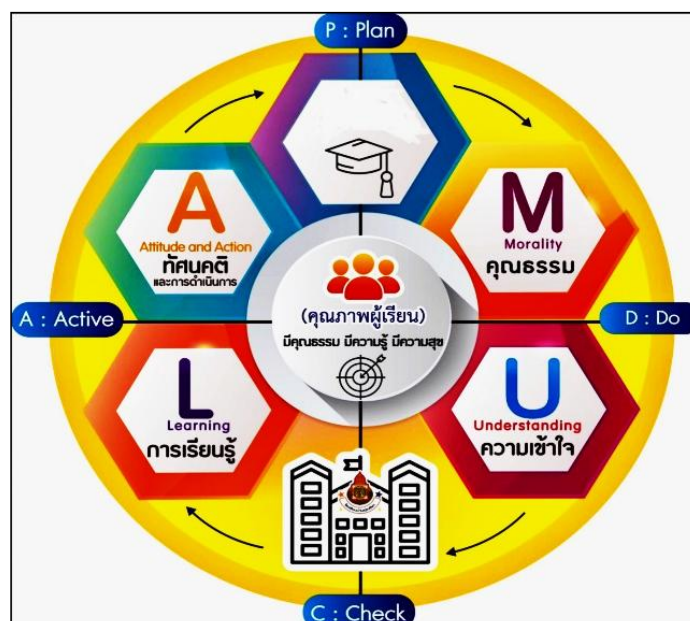 P : Plan
M
Morality
คุณธรรม
D : Do
U
Understanding
ความเข้าใจ
C : Check
L
Learning
การเรียนรู้
A : Active
A
Attitude and Action
ทัศนคติ
และการดำเนินการ
(คุณภาพผู้เรียน)
มีคุณธรรม มีความรู้ มีความสุข